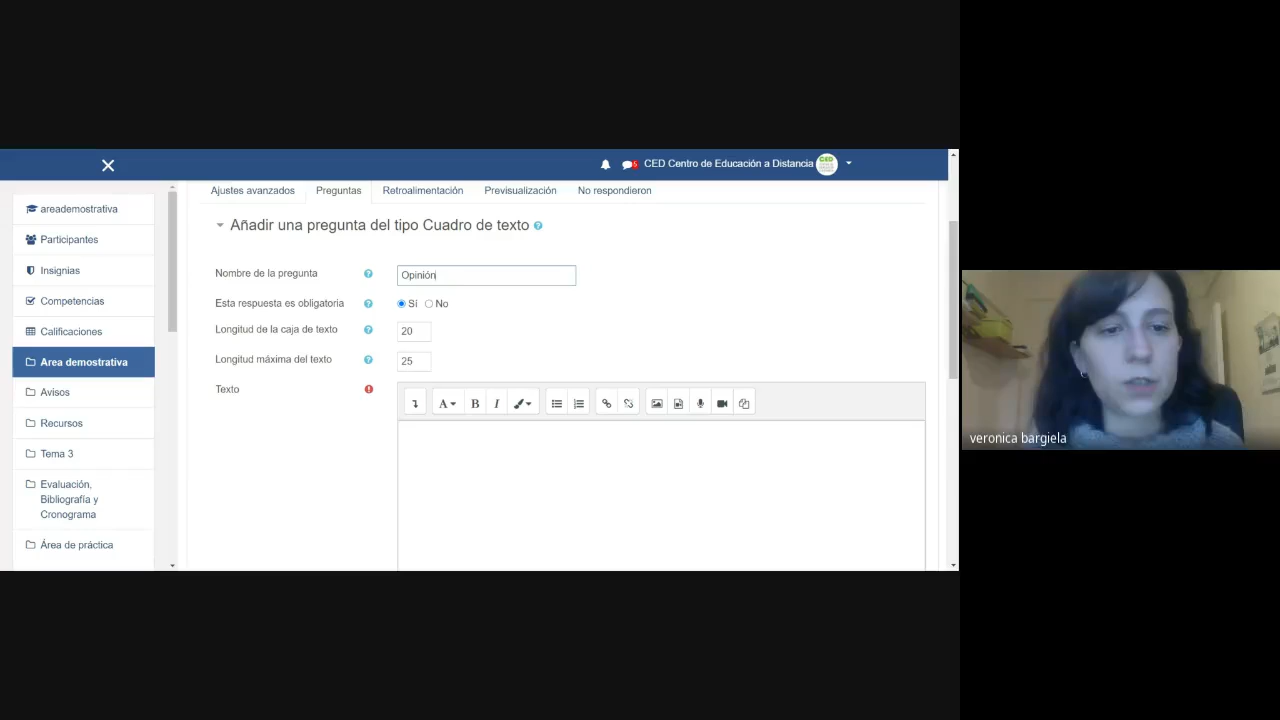 CED Centro de Educación a Distancia
Ajustes avanzados
Preguntas
Retroalimentación
Previsualización
No respondieron
areademostrativa
Participantes
Insignias
Competencias
Calificaciones
Area demostrativa
Avisos
Recursos
Tema 3
Evaluación,
Bibliografía y
Cronograma
Área de práctica
Añadir una pregunta del tipo Cuadro de texto
Nombre de la pregunta
Opinión
Esta respuesta es obligatoria
Sí
No
Longitud de la caja de texto
20
Longitud máxima del texto
25
Texto
A
B
I
veronica bargiela